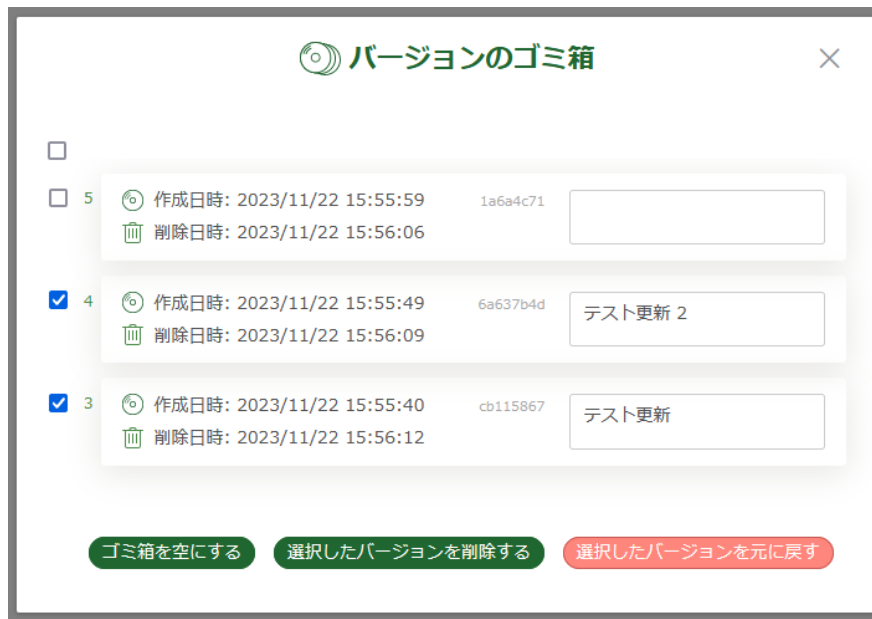 バージョンのゴミ箱
5
作成日時: 2023/11/22 15:55:59
1a6a4c71
削除日時: 2023/11/22 15:56:06
4
作成日時: 2023/11/22 15:55:49
6a637b4d
テスト更新 2
削除日時: 2023/11/22 15:56:09
3
作成日時: 2023/11/22 15:55:40
cb115867
テスト更新
削除日時: 2023/11/22 15:56:12
ゴミ箱を空にする
選択したバージョンを削除する
選択したバージョンを元に戻す